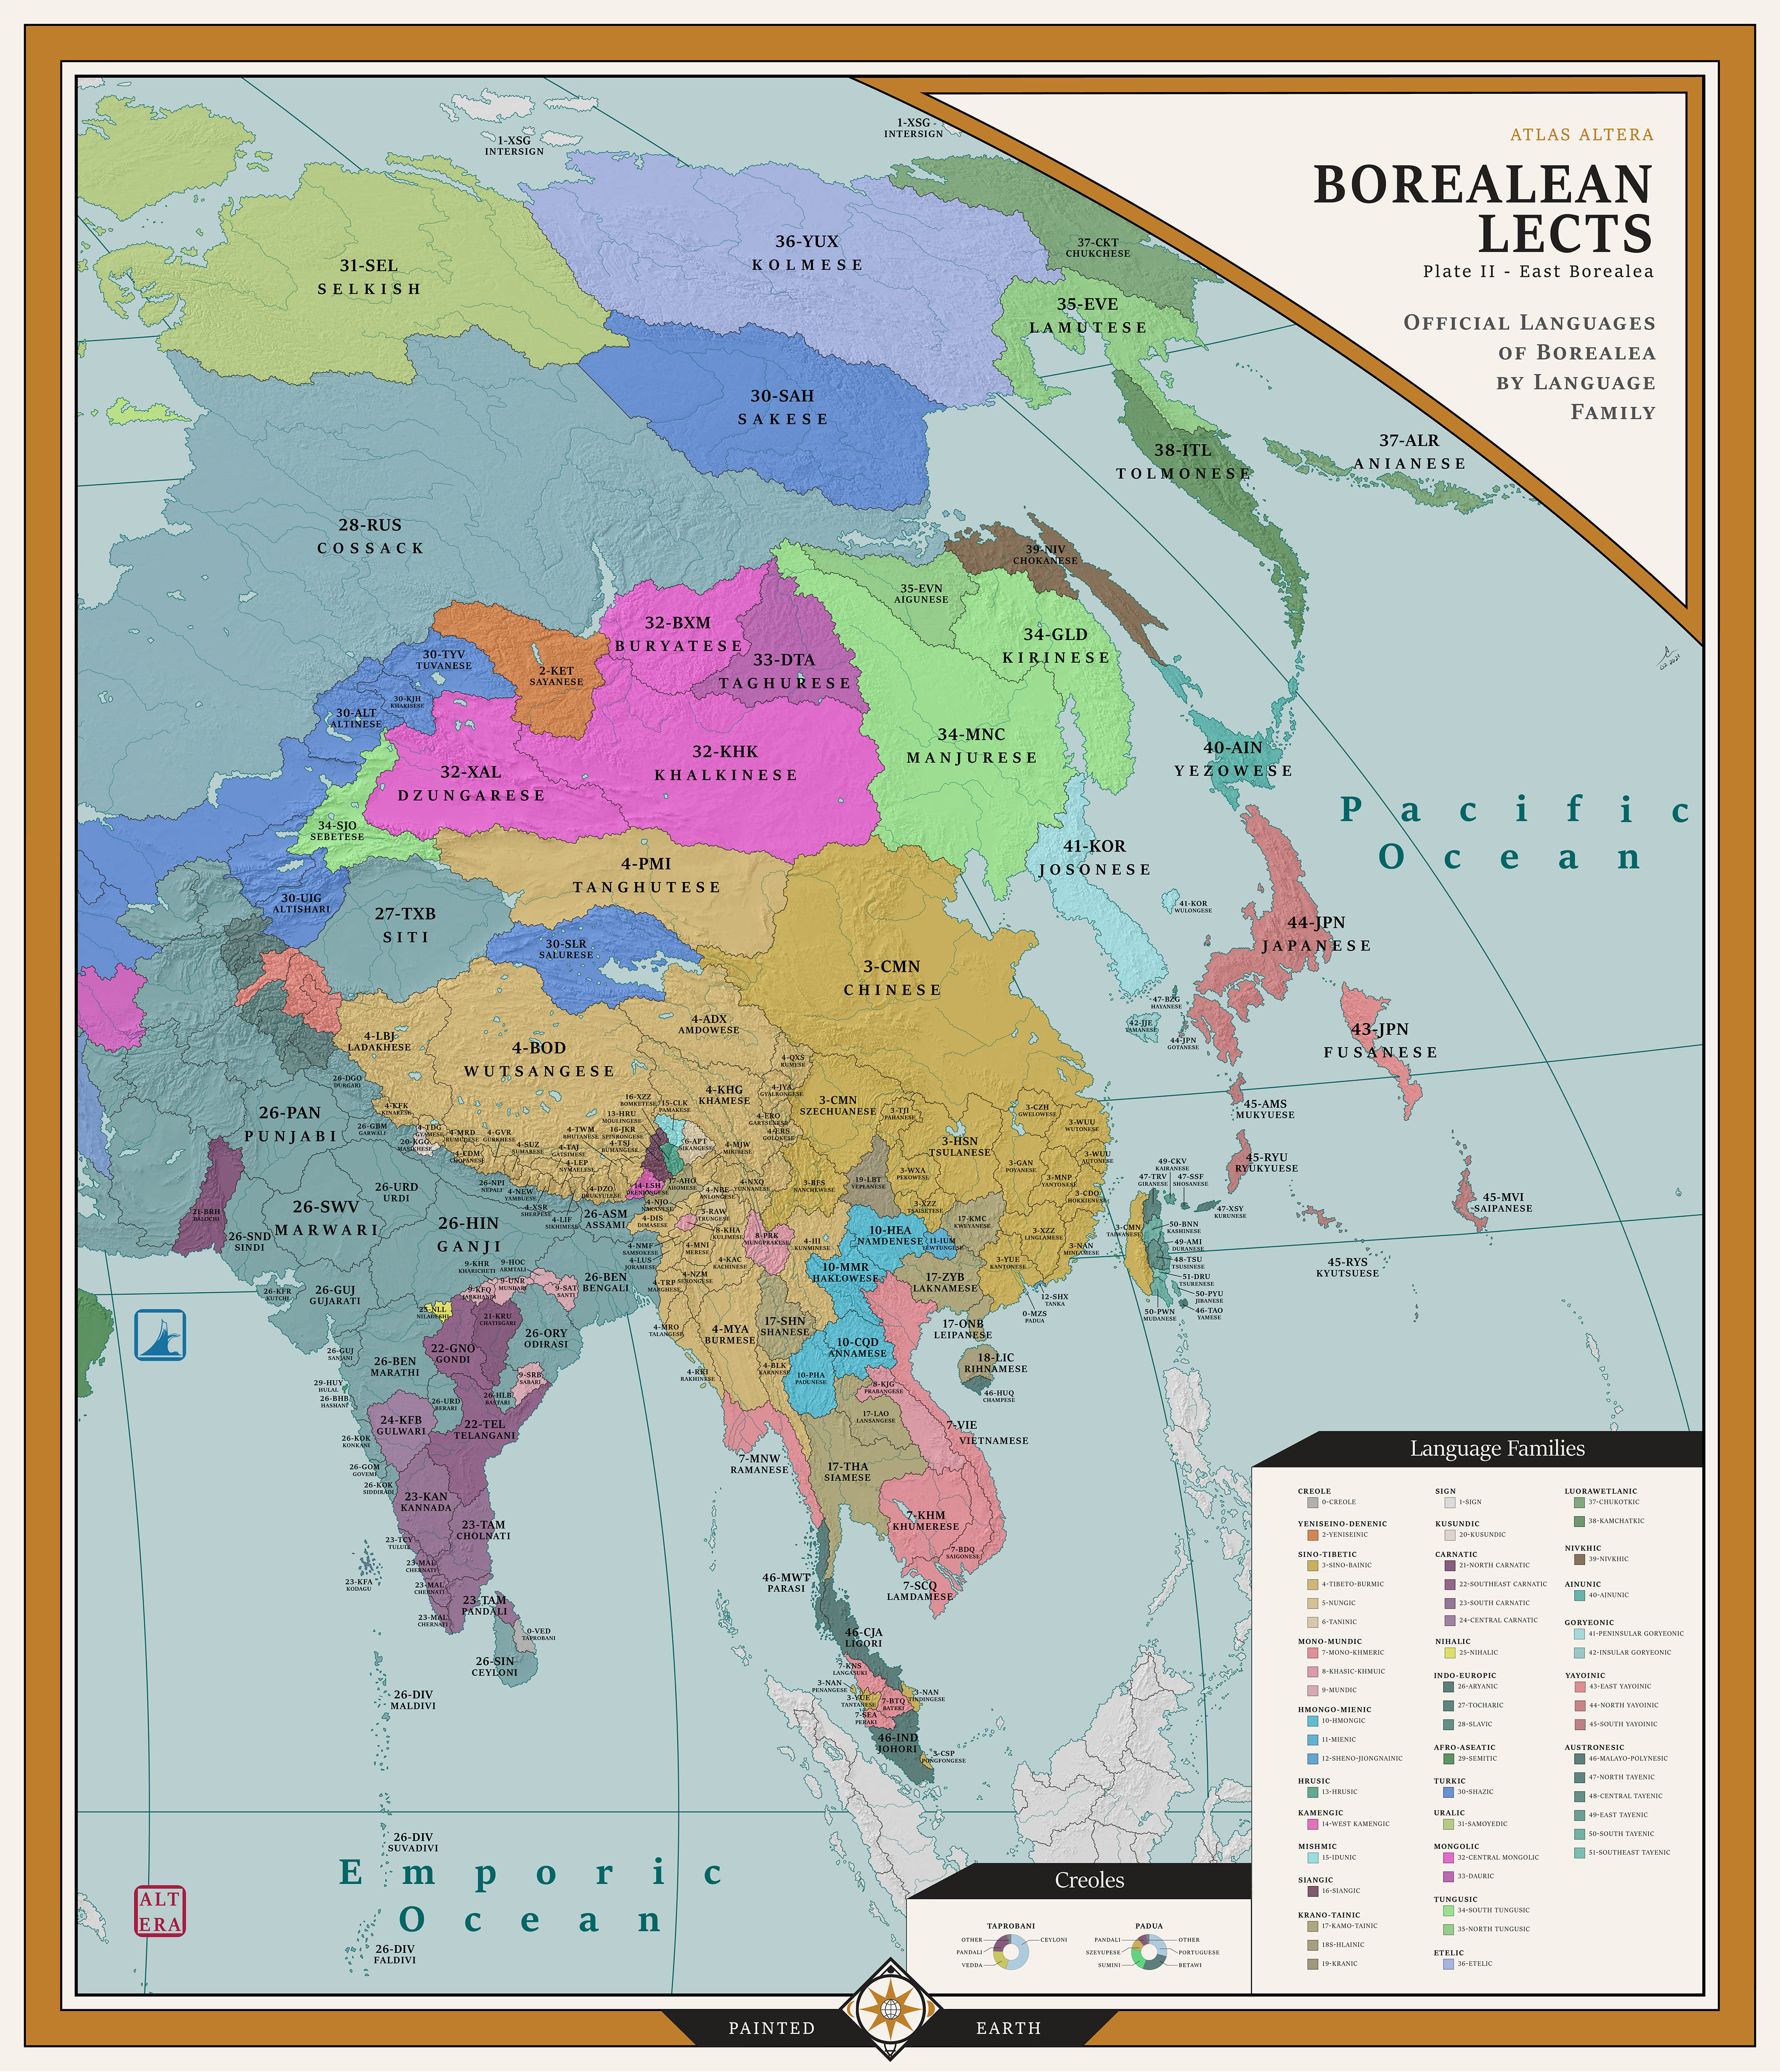 ATLAS ALTERA
BOREALEAN
LECTS
Plate II - East Borealea
OFFICIAL LANGUAGES
OF BOREALEA
BY LANGUAGE
FAMILY
1-XSG
INTERSIGN
1-XSG
INTERSIGN
31-SEL
SELKISH
36-YUX
KOLMESE
37-CKT
CHUKCHESE
35-EVE
LAMUTESE
30-SAH
SAKESE
38-ITL
TOLMONESE
37-ALR
ANIANESE
28-RUS
COSSACK
39-NIV
CHOKANESE
35-EVN
AIGUNESE
32-BXM
BURYATESE
34-GLD
KIRINESE
30-TYV
TUVANESE
2-KET
SAYANESE
33-DTA
TAGHURESE
30-KJH
KHAKISESE
30-ALT
ALTINESE
32-KHK
KHALKINESE
34-MNC
MANJURESE
40-AIN
YEZOWESE
32-XAL
DZUNGARESE
34-SJO
SEBETESE
Pacific
Ocean
4-PMI
TANGHUTESE
41-KOR
JOSONESE
30-UIG
ALTISHARI
27-TXB
SITI
41-KOR
WULONGESE
44-JPN
JAPANESE
30-SLR
SALURESE
3-CMN
CHINESE
47-BZG
HAYANESE
42-JJE
TAMANESE
44-JPN
GOTANESE
43-JPN
FUSANESE
4-ADX
AMDOWESE
4-LBJ
LADAKHESE
4-BOD
WUTSANGESE
4-QXS
RUMESE
26-DGO
DURGARI
4-KHG
KHAMESE
4-JYA
GYALRONGESE
26-PAN
PUNJABI
4-KFK
KINARESE
16-XZZ
BOMKETESE
15-CLK
PAMAKESE
3-CMN
SZECHUANESE
3-TJI
PAHANESE
3-CZH
GWELOWESE
3-WUU
WUTONESE
45-AMS
MUKYUESE
26-GBM
GARWALI
4-TDG
GYAMESE
4-MRD
RUMCDESE
4-GVR
GURKHESE
13-HRU
MOULINGESE
4-ERO
GARTSENESE
4-ERS
GOLOKESE
20-KGG
MASIKHESE
4-SUZ
SUMARESE
4-TWM
BHUTANESE
16-JKR
SPINRONGESE
4-TSJ
BUMANGESE
6-APT
SIKANGESE
4-MJW
MIRIRESE
3-HSN
TSULANESE
3-WUU
AUTONESE
4-CDM
CHOPANESE
4-TAJ
GATSIMESE
4-LEP
NYMAELESE
3-GAN
POYANESE
45-RYU
RYUKYUESE
26-URD
URDI
26-NPI
NEPALI
4-NEW
YAMBUESE
4-DZO
DRUKYULESE
14-LSH
DRENJONGESE
17-AHO
AHOMESE
4-NBE
ANLONGESE
4-NXQ
YUNNANESE
3-BFS
NANCHIWESE
19-LBT
YEPLANESE
3-WXA
PEKOWESE
3-MNP
YANTOESE
3-CDO
HOKKIENESE
49-CKV
KAIRANESE
47-TRV
GIRANESE
47-SSF
SHOSANESE
45-MVI
SAIPANESE
21-BRH
BALOCHI
26-SWV
MARWARI
4-XSR
SHERPESE
4-LIF
SIKHIMESE
26-ASM
ASSAMI
4-NJO
NAKANESE
5-RAW
TRUNGESE
4-DIS
DIMASESE
3-XZZ
TSAISETESE
17-KMC
KWEYANESE
47-XSY
KURUNESE
26-SND
SINDI
26-HIN
GANJI
8-KHA
KULIMESE
8-PRK
MUNGPRAKESE
4-III
KUNMINESE
10-HEA
NAMDENESE
11-IUM
YEWTUNGESE
3-XZZ
LINGLAMESE
3-NAN
MINLAMESE
3-CMN
TAIWANESE
50-BNN
KASHINESE
49-AMI
DURANESE
4-NMF
SAMSOKESE
4-MNI
MERESE
4-KAC
KACHINESE
4-LUS
JORAMESE
3-YUE
KANTONESE
48-TSU
TSUSINESE
45-RYS
KYUTSUESE
9-KHR
KHARICHETI
9-HOC
ARMTALI
9-UNR
MUNDARI
9-KFQ
JARKHANDI
9-SAT
SANTI
26-BEN
BENGALI
4-NZM
SERONGESE
4-TRP
MARGHESE
10-MMR
HAKLOWESE
17-ZYB
LAKNAMESE
51-DRU
TSURENESE
50-PYU
JIBANESE
12-SHX
TANKA
0-MZS
PADUA
50-PWN
MUDANESE
46-TAO
YAMESE
26-KFR
KUTCHI
26-GUJ
GUJARATI
25-NLL
NILAGESHI
21-KRU
CHATISGARI
4-MRO
TALANGESE
4-MYA
BURMESE
17-SHN
SHANESE
17-ONB
LEIPANESE
26-ORY
ODIRASI
10-CQD
ANNAMESE
26-GUJ
SANJANI
26-BEN
MARATHI
22-GNO
GONDI
4-RKI
RAKHINESE
4-BLK
KARANESE
10-PHA
PADUNESE
18-LIC
RIHNAMESE
46-HUQ
CHAMPESE
29-HUY
HULAL
26-BHB
HASHANI
26-URD
BERARI
26-HLB
BASTARI
9-SRB
SABARI
8-KJG
PRABANGESE
17-LAO
LANSANGESE
24-KFB
GULWARI
22-TEL
TELANGANI
7-VIE
VIETNAMESE
26-KOK
KONKANI
7-MNW
RAMANESE
17-THA
SIAMESE
26-GOM
GOVEMI
26-KOK
SIDDIRADI
23-KAN
KANNADA
7-KHM
KHUMERESE
23-TAM
CHOLNATI
23-TCY
TULUII
7-BDQ
SAIGONESE
23-MAL
CHERNATI
23-KFA
KODAGU
23-MAL
CHERNATI
46-MWT
PARASI
7-SCQ
LAMDAMESE
23-TAM
PANDALI
23-MAL
CHERNATI
0-VED
TAPROBANI
46-CJA
LIGORI
26-SIN
CEYLONI
7-KNS
LANGASUKI
3-NAN
PENANGESE
3-YUE
TANTANESE
7-BTQ
BATEKI
3-NAN
TINDINGESE
7-SEA
PERAKI
26-DIV
MALDIVI
46-IND
JOHORI
3-CSP
PONGFONGESE
26-DIV
SUVADIVI
Emporic
Ocean
26-DIV
FALDIVI
ALT
ERA
Language Families
CREOLE
0-CREOLE
YENISEINO-DENENIC
2-YENISEINIC
SINO-TIBETIC
3-SINO-BAINIC
4-TIBETO-BURMIC
5-NUNGIC
6-TANINIC
MONO-MUNDIC
7-MONO-KHMERIC
8-KHASIC-KHMUIC
9-MUNDIC
HMONGO-MIENIC
10-HMONGIC
11-MIENIC
12-SHENO-JIONGNAINIC
HRUSIC
13-HRUSIC
KAMENGIC
14-WEST KAMENGIC
MISHMIC
15-IDUNIC
SIANGIC
16-SIANGIC
KRANO-TAINIC
17-KAMO-TAINIC
18S-HLAINIC
19-KRANIC
SIGN
1-SIGN
KUSUNDIC
20-KUSUNDIC
CARNATIC
21-NORTH CARNATIC
22-SOUTHEAST CARNATIC
23-SOUTH CARNATIC
24-CENTRAL CARNATIC
NIHALIC
25-NIHALIC
INDO-EUROPIC
26-ARYANIC
27-TOCHARIC
28-SLAVIC
AFRO-ASEATIC
29-SEMITIC
TURKIC
30-SHAZIC
URALIC
31-SAMOYEDIC
MONGOLIC
32-CENTRAL MONGOLIC
33-DAURIC
TUNGUSIC
34-SOUTH TUNGUSIC
35-NORTH TUNGUSIC
ETELIC
36-ETELIC
LUORAWETLANIC
37-CHUKOTKIC
38-KAMCHATKIC
NIVKHIC
39-NIVKHIC
AINUNIC
40-AINUNIC
GORYEONIC
41-PENINSULAR GORYEONIC
42-INSULAR GORYEONIC
YAYOINIC
43-EAST YAYOINIC
44-NORTH YAYOINIC
45-SOUTH YAYOINIC
AUSTRONESIC
46-MALAYO-POLYNESIC
47-NORTH TAYENIC
48-CENTRAL TAYENIC
49-EAST TAYENIC
50-SOUTH TAYENIC
51-SOUTHEAST TAYENIC
Creoles
TAPROBANI
OTHER
CEYLONI
PANDALI
VEDDA
PADUA
PANDALI
OTHER
SZEYUPESE
PORTUGUESE
SUMINI
BETAWI
PAINTED
EARTH